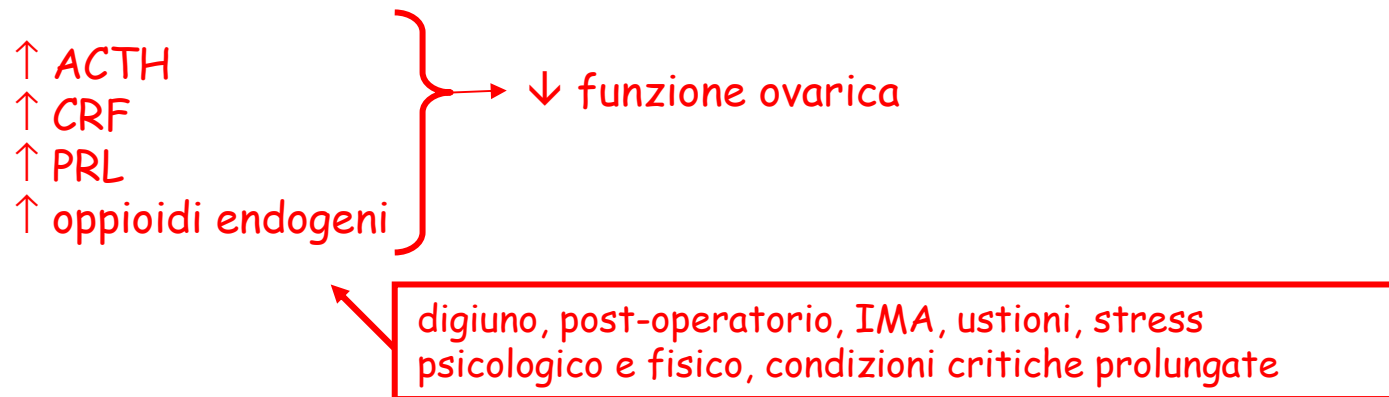 ↑ ACTH
↑ CRF
↑ PRL
↑ oppioidi endogeni
↓ funzione ovarica
digiuno, post-operatorio, IMA, ustioni, stress
psicologico e fisico, condizioni critiche prolungate